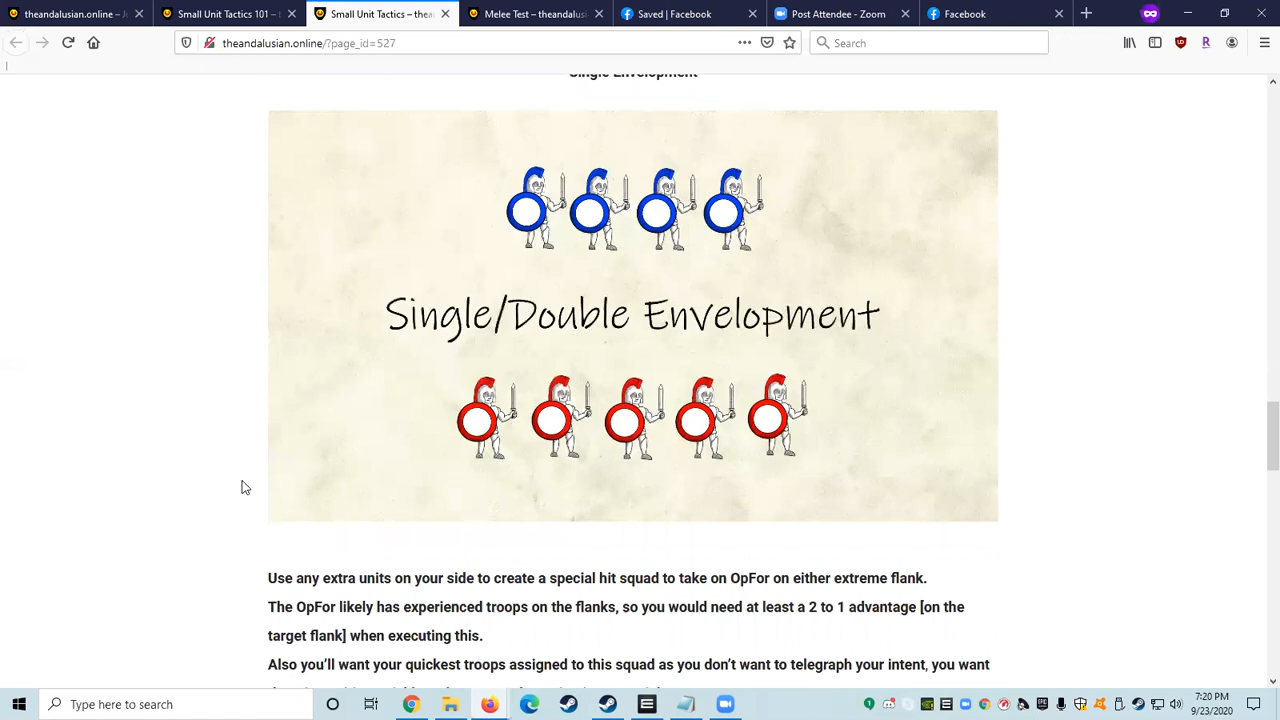 theandalusian.online – Ju
Small Unit Tactics 101 – t
Small Unit Tactics – thea
Melee Test – theandalusi
Saved | Facebook
Post Attendee - Zoom
Facebook
theandalusian.online/?page_id=527
Search
Single Envelopment
Single/Double Envelopment
Use any extra units on your side to create a special hit squad to take on OpFor on either extreme flank.
The OpFor likely has experienced troops on the flanks, so you would need at least a 2 to 1 advantage [on the
target flank] when executing this.
Also you’ll want your quickest troops assigned to this squad as you don’t want to telegraph your intent, you want
Type here to search
7:20 PM
9/23/2020